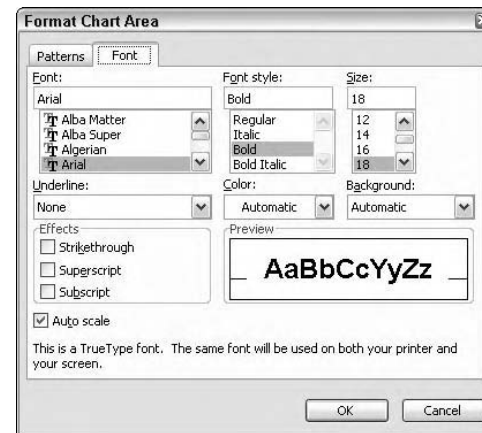 Format Chart Area
Patterns Font
Font: Font style: Size:
Arial Bold 18
Alba Matter Regular 12
Alba Super Italic 14
Algerian Bold 16
Arial Bold Italic 18
Underline: Color: Background:
None Automatic Automatic
Effects Preview
Strikethrough
Superscript
Subscript
AaBbCcYyZz
Auto scale
This is a TrueType font. The same font will be used on both your printer and
your screen.
OK Cancel